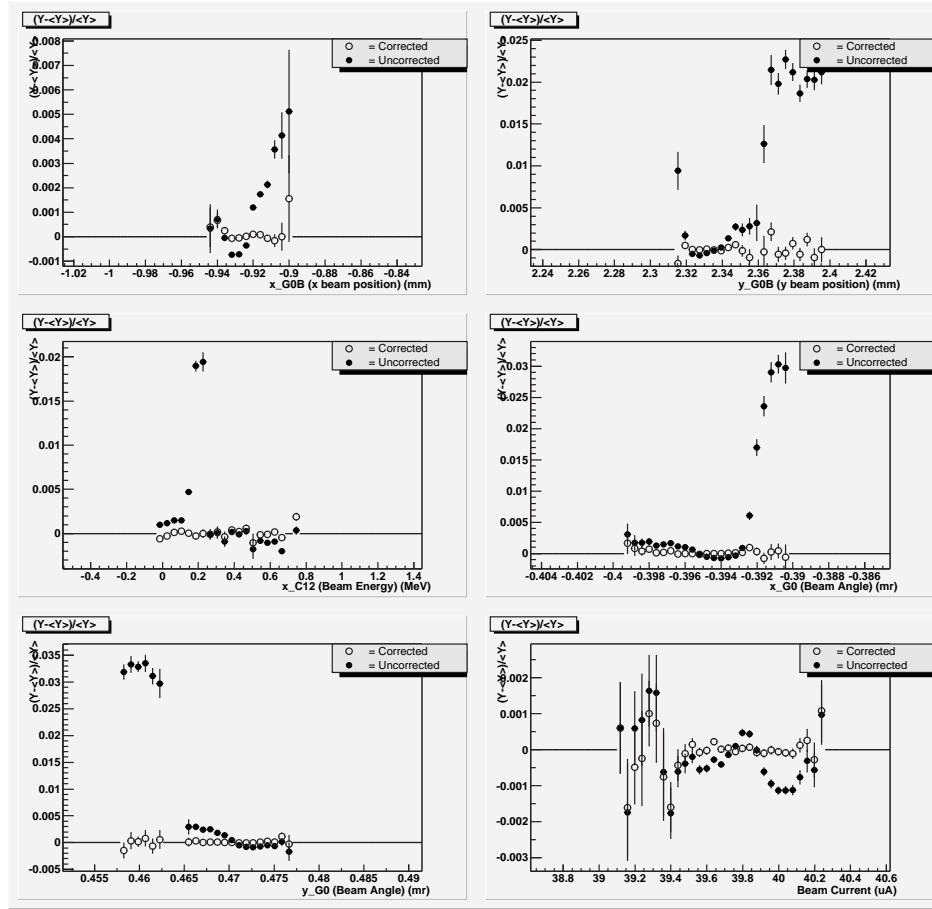 (Y-<Y>)/<Y>
(Y-<Y>)/<Y>
= Corrected
= Uncorrected
0.008
0.007
0.006
0.005
0.004
0.003
0.002
0.001
0
-0.001
-1.02 -1 -0.98 -0.96 -0.94 -0.92 -0.9 -0.88 -0.86 -0.84
x_G0B (x beam position) (mm)
(Y-<Y>)/<Y>
(Y-<Y>)/<Y>
= Corrected
= Uncorrected
0.025
0.02
0.015
0.01
0.005
0
2.24 2.26 2.28 2.3 2.32 2.34 2.36 2.38 2.4 2.42
y_G0B (y beam position) (mm)
(Y-<Y>)/<Y>
(Y-<Y>)/<Y>
= Corrected
= Uncorrected
0.02
0.015
0.01
0.005
0
-0.4 -0.2 0 0.2 0.4 0.6 0.8 1 1.2 1.4
x_C12 (Beam Energy) (MeV)
(Y-<Y>)/<Y>
(Y-<Y>)/<Y>
= Corrected
= Uncorrected
0.03
0.025
0.02
0.015
0.01
0.005
0
-0.404 -0.402 -0.4 -0.398 -0.396 -0.394 -0.392 -0.39 -0.388 -0.386
x_G0 (Beam Angle) (mr)
(Y-<Y>)/<Y>
(Y-<Y>)/<Y>
= Corrected
= Uncorrected
0.035
0.03
0.025
0.02
0.015
0.01
0.005
0
-0.005
0.455 0.46 0.465 0.47 0.475 0.48 0.485 0.49
y_G0 (Beam Angle) (mr)
(Y-<Y>)/<Y>
(Y-<Y>)/<Y>
= Corrected
= Uncorrected
0.002
0.001
0
-0.001
-0.002
-0.003
38.8 39 39.2 39.4 39.6 39.8 40 40.2 40.4 40.6
Beam Current (uA)